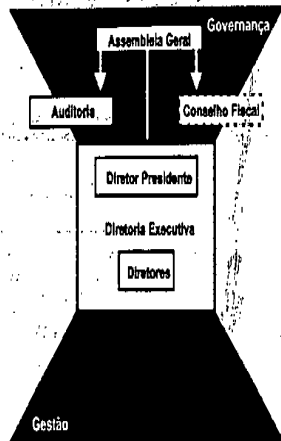 Governança
Assembleia Geral
Auditoria
Conselho Fiscal
Diretor Presidente
Diretoria Executiva
Diretores
Gestão